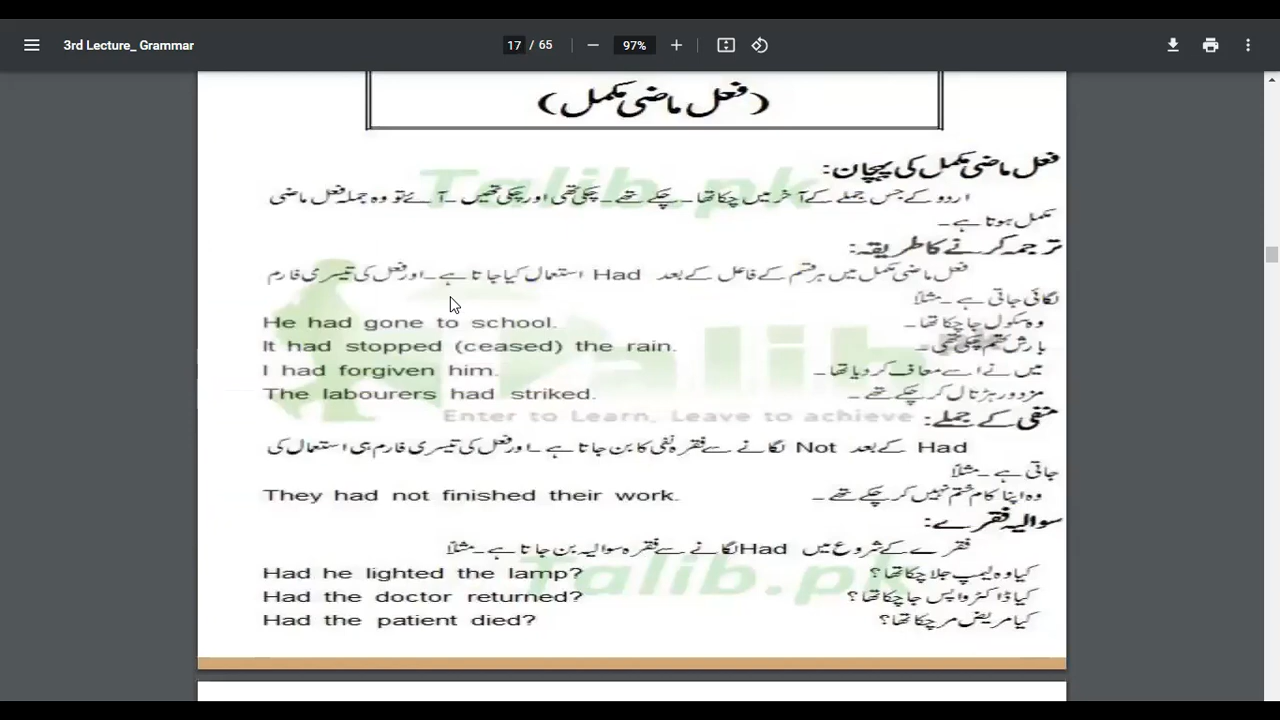 3rd Lecture_ Grammar
17 / 65
97%
(فعل ماضی مکمل)
فعل ماضی مکمل کی پہچان:
اردو کے جس جملے کے آخر میں چکا تھا۔ چکے تھے۔ چکی تھی اور چکی تھیں۔ آئے تو وہ جملہ فعل ماضی
مکمل ہوتا ہے۔
ترجمہ کرنے کا طریقہ:
فعل ماضی مکمل میں ہر قسم کے فاعل کے بعد Had استعمال کیا جاتا ہے۔ اور فعل کی تیسری فارم
لگائی جاتی ہے۔ مثلاً
He had gone to school. وہ سکول جا چکا تھا۔
It had stopped (ceased) the rain. بارش تھم چکی تھی۔
I had forgiven him. میں نے اسے معاف کر دیا تھا۔
The labourers had striked. مزدور ہڑتال کر چکے تھے۔
Enter to Learn, Leave to achieve
منفی کے جملے:
Had کے بعد Not لگانے سے فقرہ نفی کا بن جاتا ہے۔ اور فعل کی تیسری فارم ہی استعمال کی
جاتی ہے۔ مثلاً
They had not finished their work. وہ اپنا کام ختم نہیں کر چکے تھے۔
سوالیہ فقرے:
فقرے کے شروع میں Had لگانے سے فقرہ سوالیہ بن جاتا ہے۔ مثلاً
Had he lighted the lamp? کیا وہ لیمپ جلا چکا تھا؟
Had the doctor returned? کیا ڈاکٹر واپس جا چکا تھا؟
Had the patient died? کیا مریض مر چکا تھا؟
Talib.pk
Talib
Talib.pk